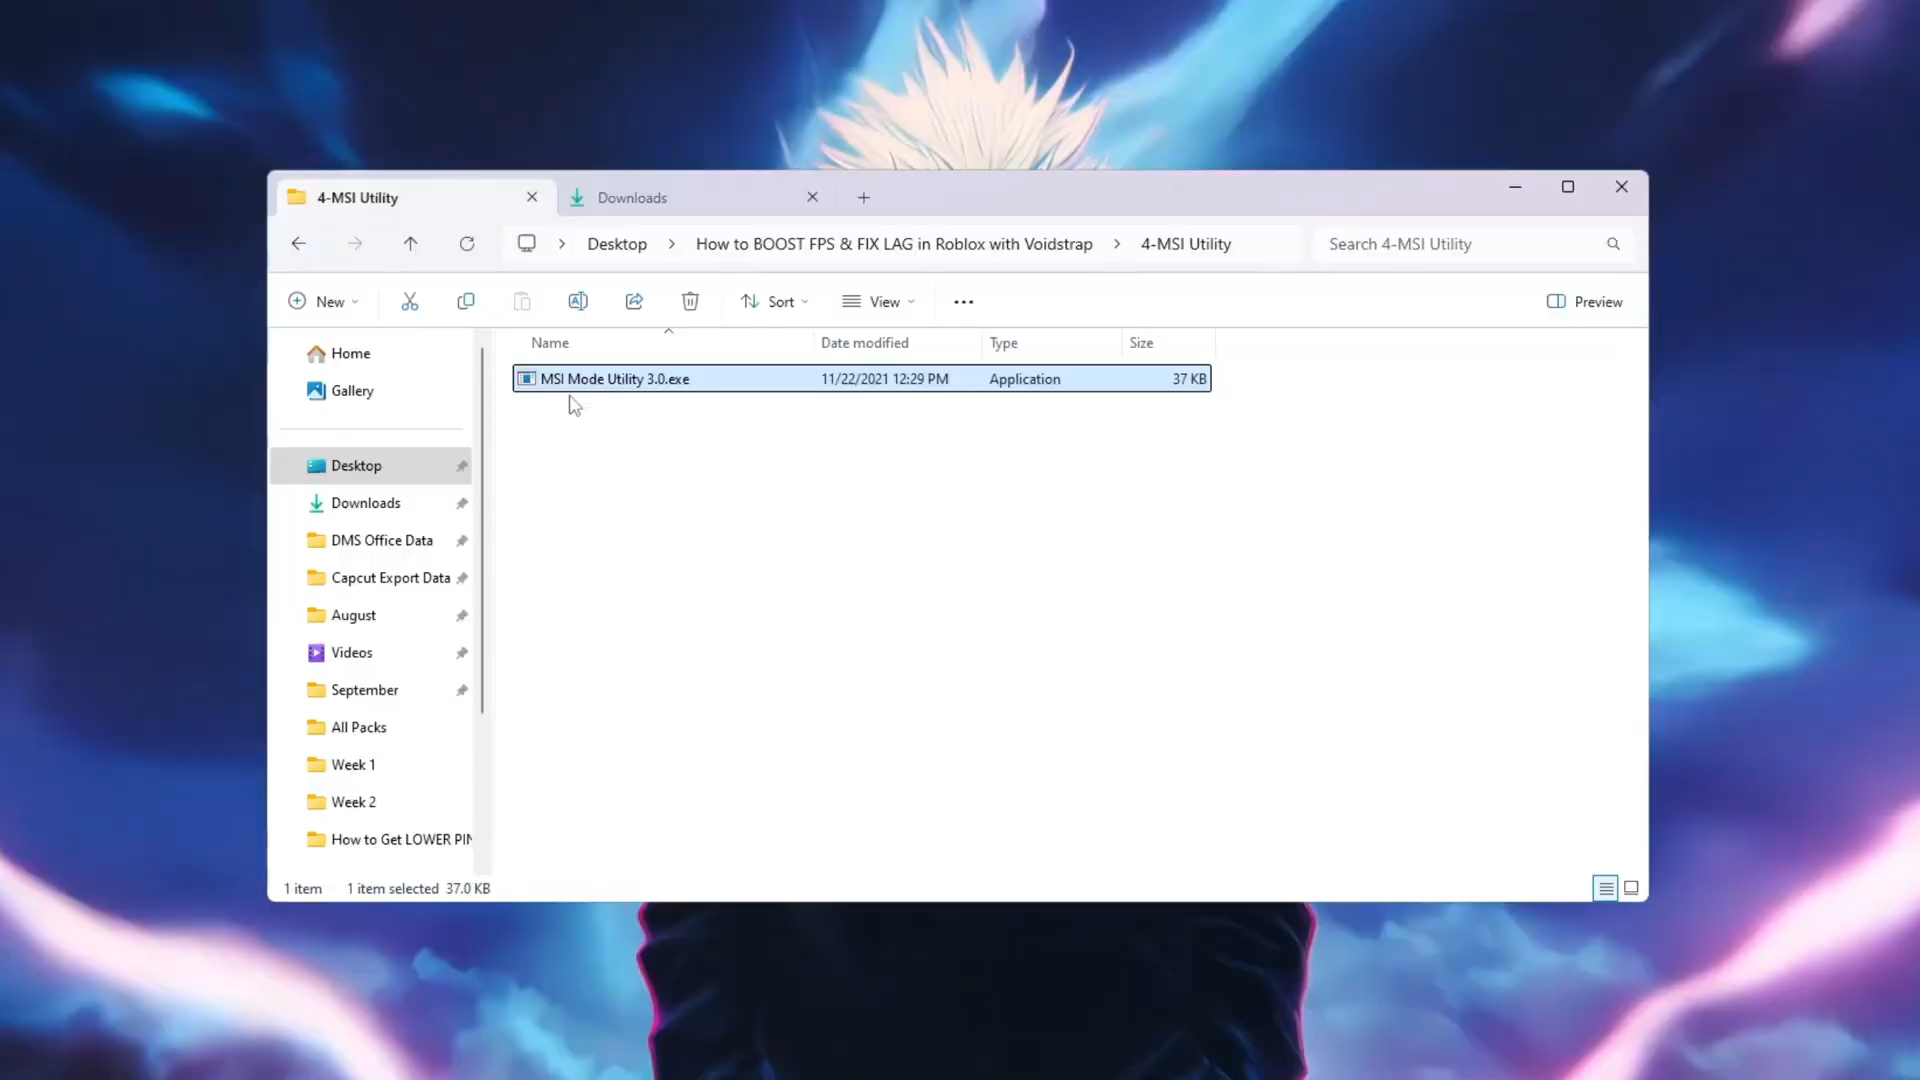 4-MSI Utility
Downloads
Desktop > How to BOOST FPS & FIX LAG in Roblox with Voidstrap > 4-MSI Utility
Search 4-MSI Utility
New
Sort
View
Preview
Name Date modified Type Size
MSI Mode Utility 3.0.exe 11/22/2021 12:29 PM Application 37 KB
Home
Gallery
Desktop
Downloads
DMS Office Data
Capcut Export Data
August
Videos
September
All Packs
Week 1
Week 2
How to Get LOWER PIN
1 item 1 item selected 37.0 KB